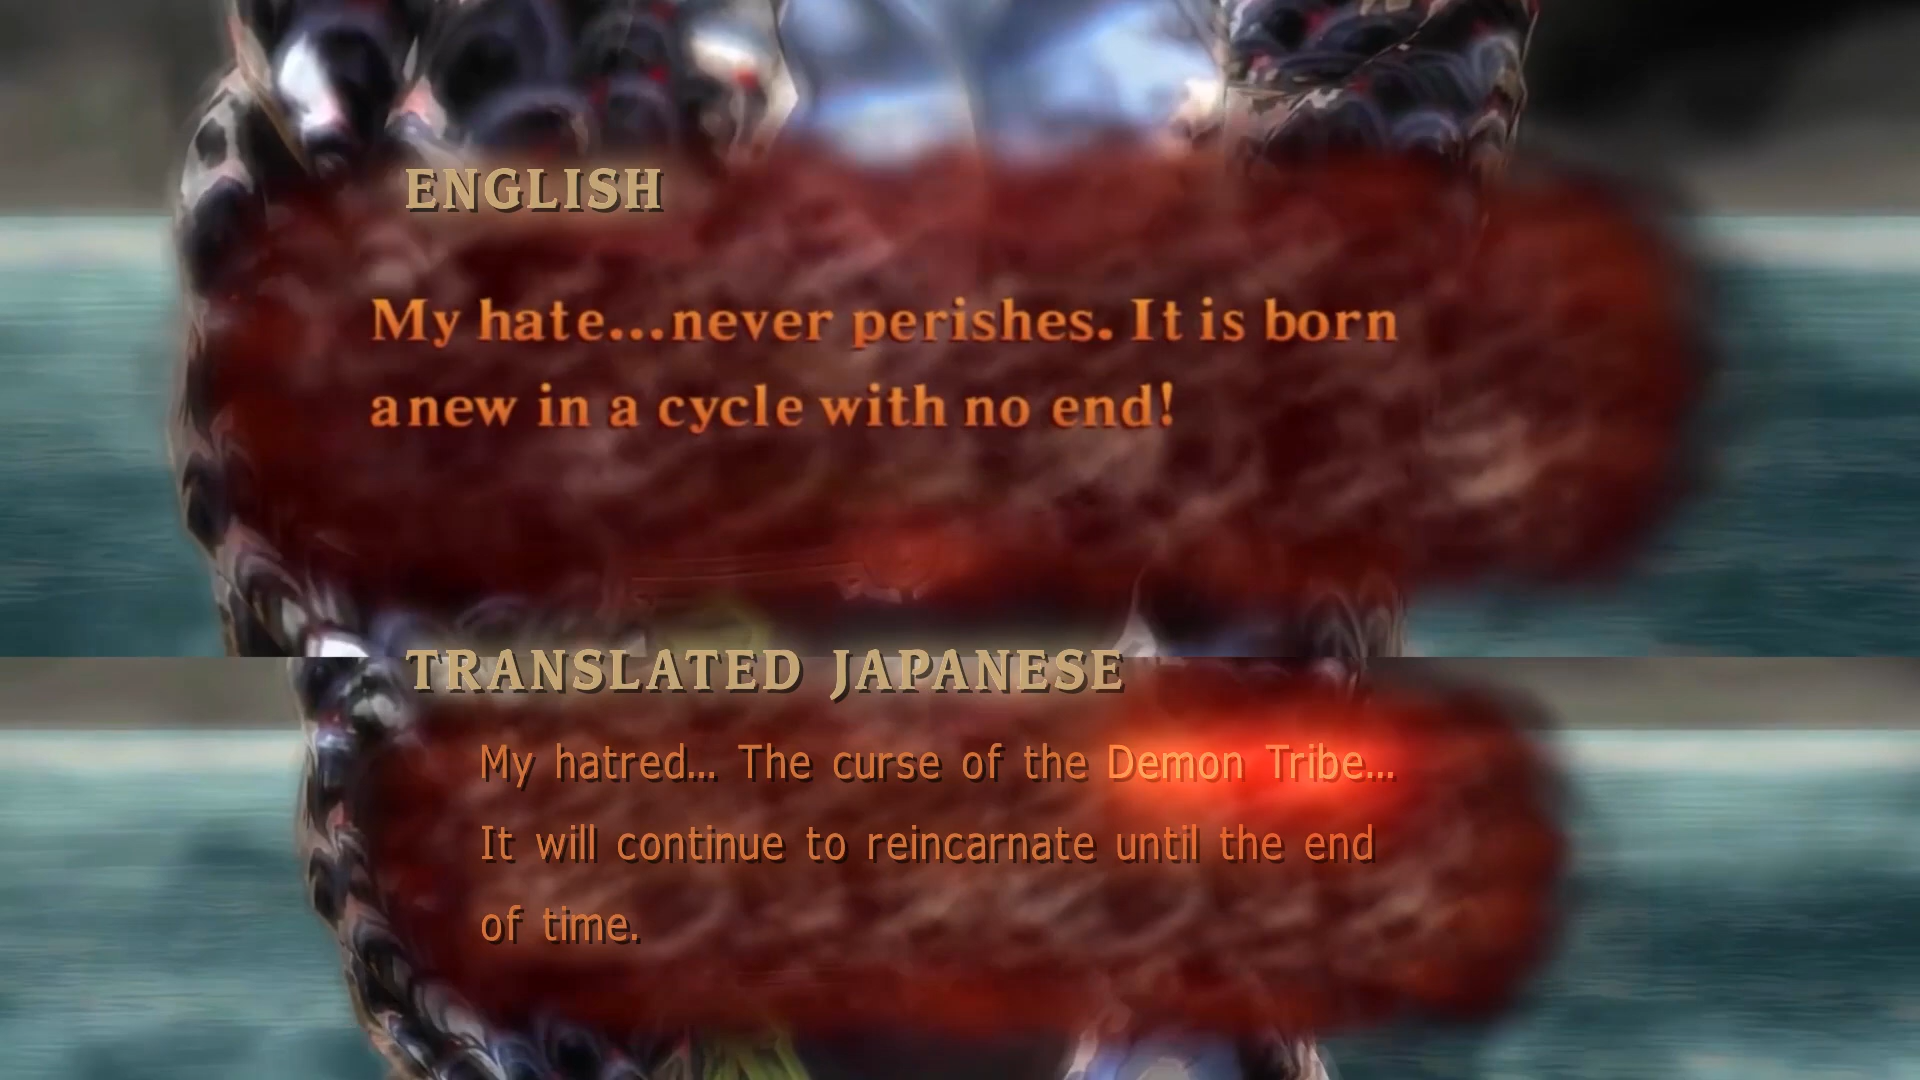 ENGLISH
My hate...never perishes. It is born
anew in a cycle with no end!
TRANSLATED JAPANESE
My hatred... The curse of the Demon Tribe...
It will continue to reincarnate until the end
of time.